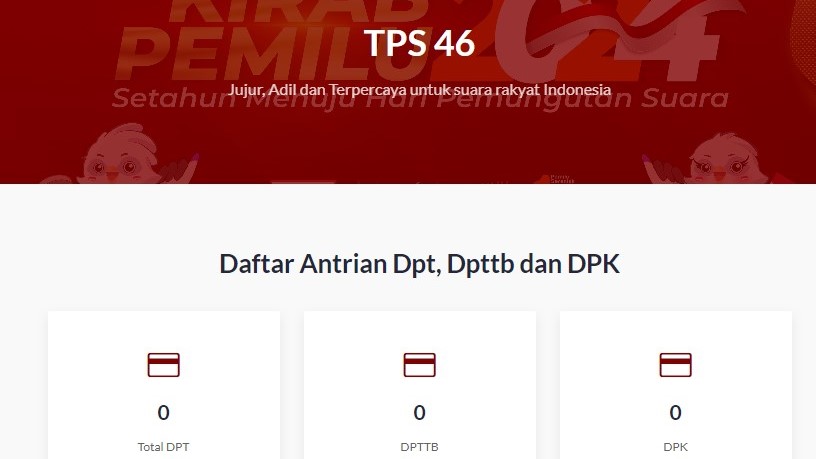 KIRAB
PEMILU 2024
TPS 46
Setahun Menuju Hari Pemungutan Suara
Jujur, Adil dan Terpercaya untuk suara rakyat Indonesia
Daftar Antrian Dpt, Dpttb dan DPK
0
0
0
Total DPT
DPTTB
DPK